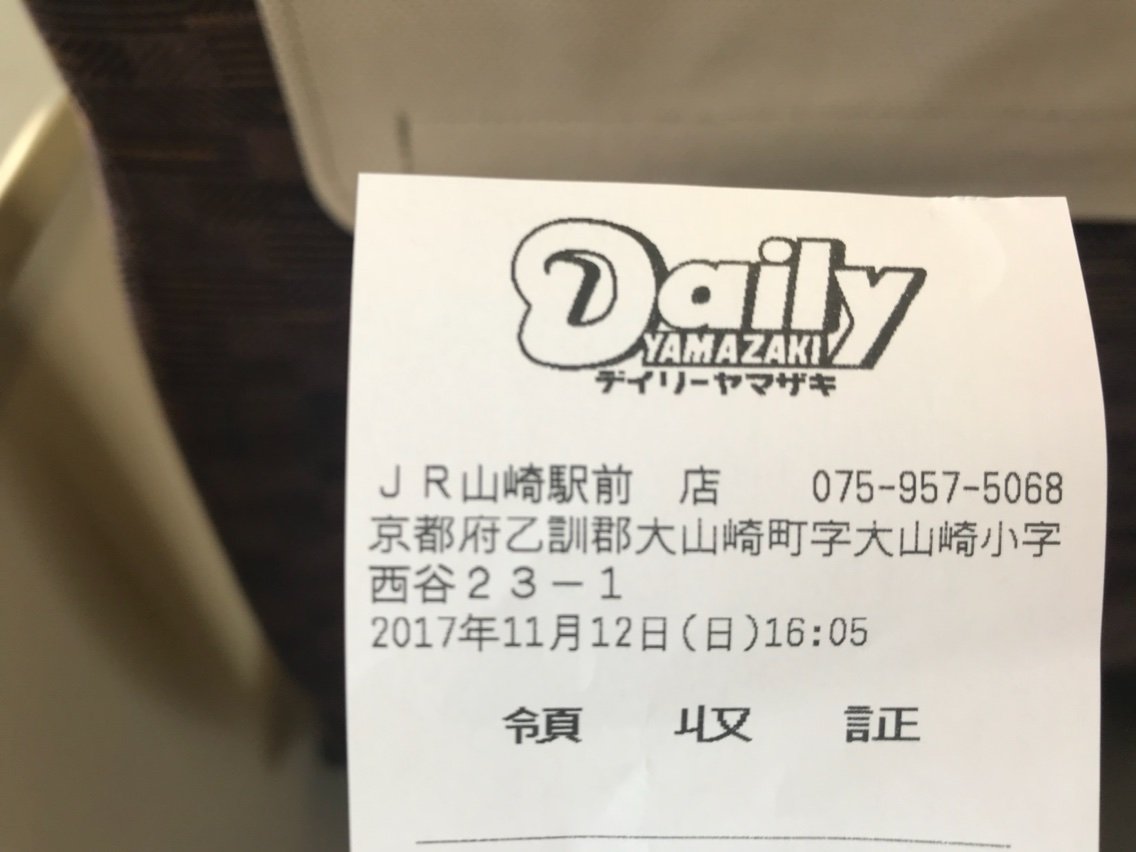 Daily
YAMAZAKI
デイリーヤマザキ
JR山崎駅前 店 075-957-5068
京都府乙訓郡大山崎町字大山崎小字
西谷23-1
2017年11月12日(日)16:05
領 収 証